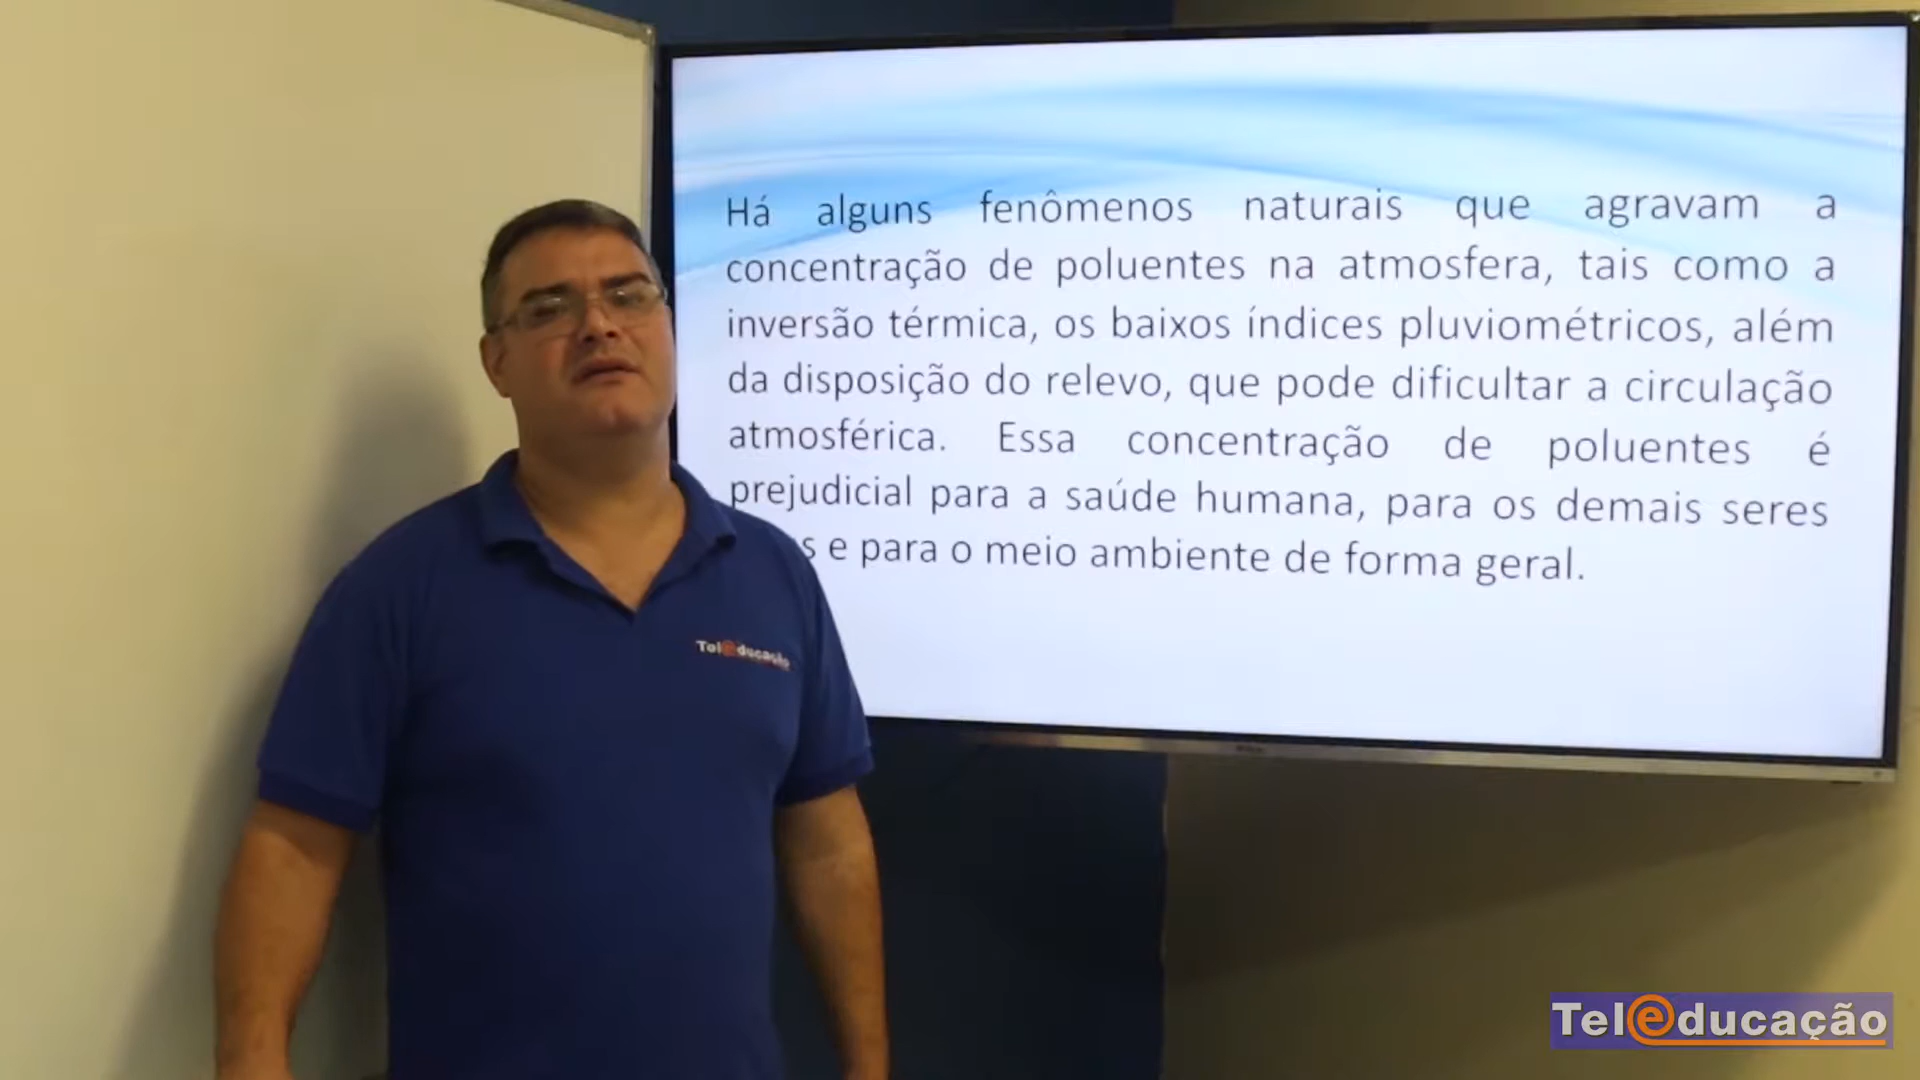 Há alguns fenômenos naturais que agravam a
concentração de poluentes na atmosfera, tais como a
inversão térmica, os baixos índices pluviométricos, além
da disposição do relevo, que pode dificultar a circulação
atmosférica. Essa concentração de poluentes é
prejudicial para a saúde humana, para os demais seres
e para o meio ambiente de forma geral.
Teleducação
Teleducação